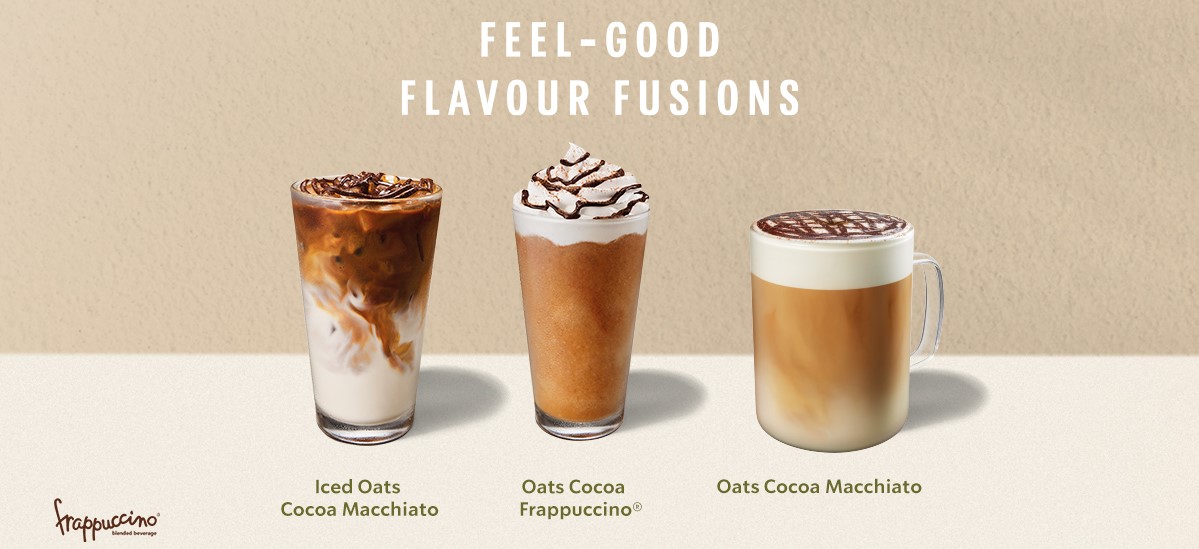 FEEL-GOOD
FLAVOUR FUSIONS
Iced Oats
Cocoa Macchiato
Oats Cocoa
Frappuccino®
Oats Cocoa Macchiato
frappuccino®
blended beverage